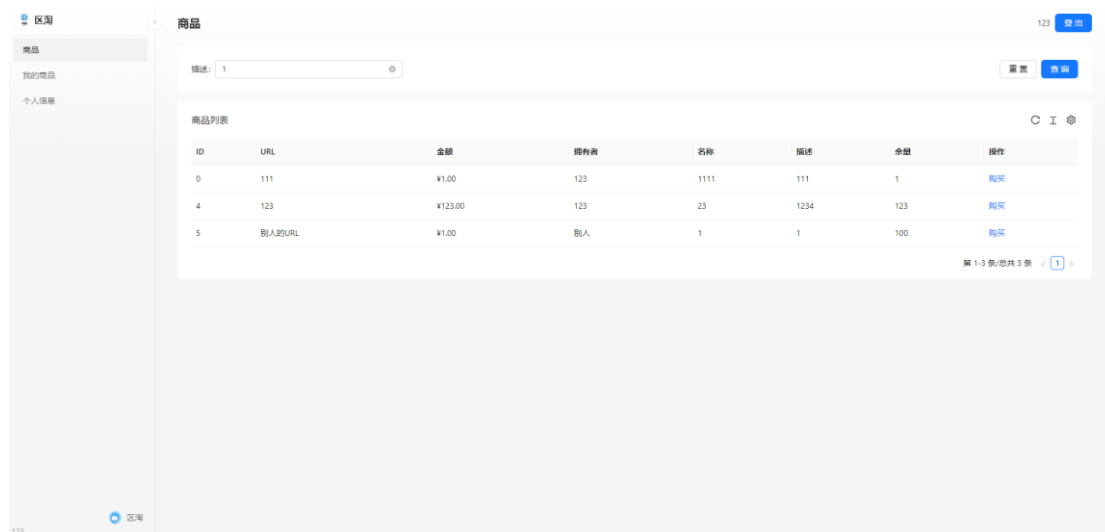 区淘
商品
123 登出
商品
我的商品
个人信息
描述: 1
重置 查询
商品列表
ID URL 金额 拥有者 名称 描述 余量 操作
0 111 ¥1.00 123 1111 111 1 购买
4 123 ¥123.00 123 23 1234 123 购买
5 别人的URL ¥1.00 别人 1 1 100 购买
第 1-3 条/总共 3 条 < 1 >
区淘
123